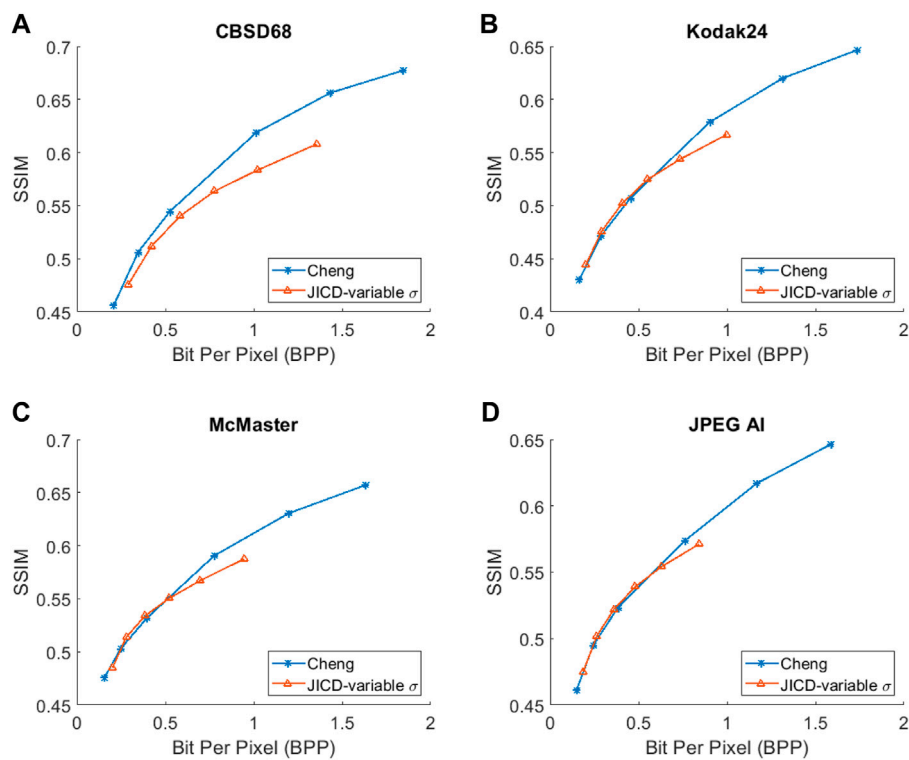 A
CBSD68
0.7
0.65
0.6
0.55
0.5
0.45
SSIM
0
0.5
1
1.5
2
Bit Per Pixel (BPP)
Cheng
JICD-variable σ
B
Kodak24
0.65
0.6
0.55
0.5
0.45
0.4
SSIM
0
0.5
1
1.5
2
Bit Per Pixel (BPP)
Cheng
JICD-variable σ
C
McMaster
0.7
0.65
0.6
0.55
0.5
0.45
SSIM
0
0.5
1
1.5
2
Bit Per Pixel (BPP)
Cheng
JICD-variable σ
D
JPEG AI
0.65
0.6
0.55
0.5
0.45
SSIM
0
0.5
1
1.5
2
Bit Per Pixel (BPP)
Cheng
JICD-variable σ